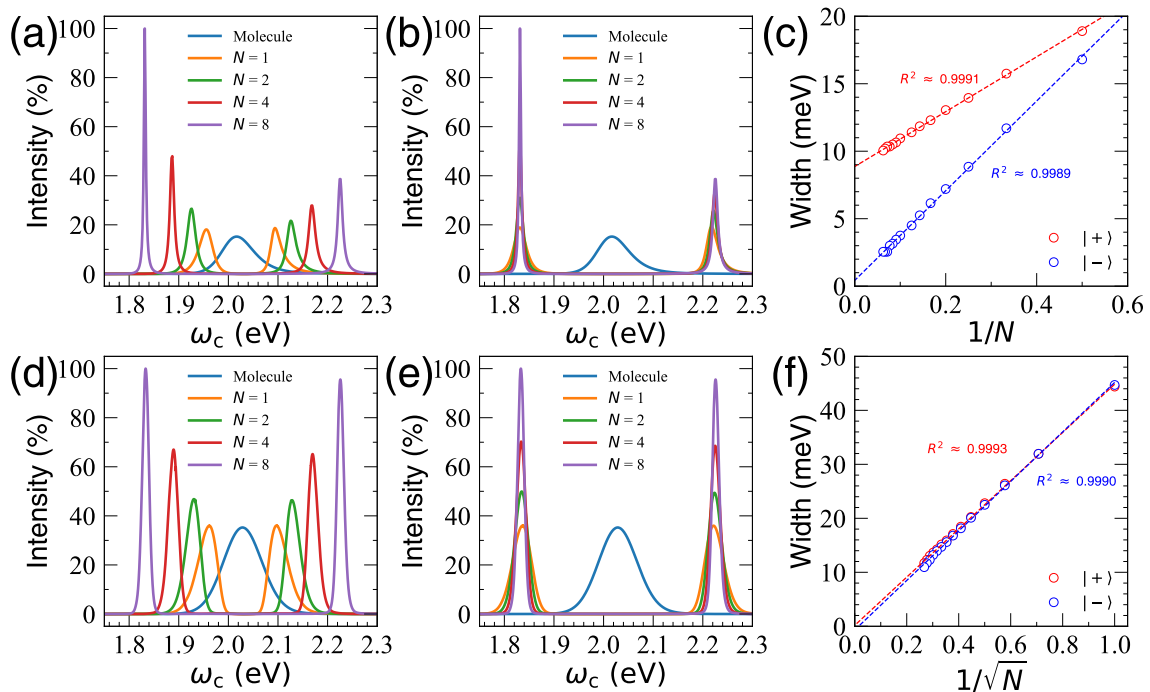 (a)
100
80
60
40
20
0
Intensity (%)
Molecule
N = 1
N = 2
N = 4
N = 8
1.8 1.9 2.0 2.1 2.2 2.3
ω_c (eV)
(b)
100
80
60
40
20
0
Intensity (%)
Molecule
N = 1
N = 2
N = 4
N = 8
1.8 1.9 2.0 2.1 2.2 2.3
ω_c (eV)
(c)
20
15
10
5
0
Width (meV)
R² ≈ 0.9991
R² ≈ 0.9989
|+⟩
|−⟩
0.0 0.2 0.4 0.6
1/N
(d)
100
80
60
40
20
0
Intensity (%)
Molecule
N = 1
N = 2
N = 4
N = 8
1.8 1.9 2.0 2.1 2.2 2.3
ω_c (eV)
(e)
100
80
60
40
20
0
Intensity (%)
Molecule
N = 1
N = 2
N = 4
N = 8
1.8 1.9 2.0 2.1 2.2 2.3
ω_c (eV)
(f)
50
40
30
20
10
0
Width (meV)
R² ≈ 0.9993
R² ≈ 0.9990
|+⟩
|−⟩
0.0 0.2 0.4 0.6 0.8 1.0
1/√N